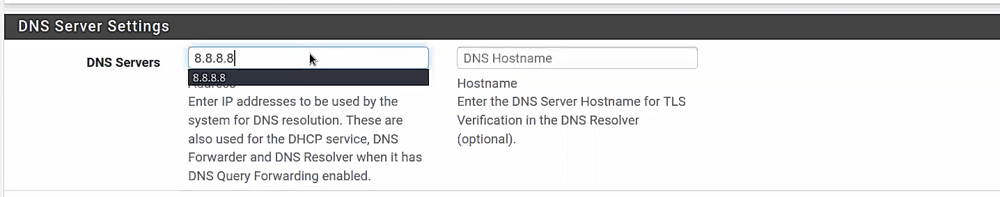 DNS Server Settings
DNS Servers
8.8.8.8
8.8.8.8
Address
Enter IP addresses to be used by the
system for DNS resolution. These are
also used for the DHCP service, DNS
Forwarder and DNS Resolver when it has
DNS Query Forwarding enabled.
DNS Hostname
Hostname
Enter the DNS Server Hostname for TLS
Verification in the DNS Resolver
(optional).